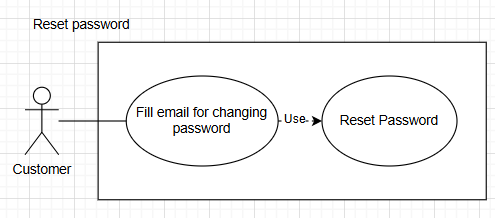 Reset password
Fill email for changing
password
Use
Reset Password
Customer